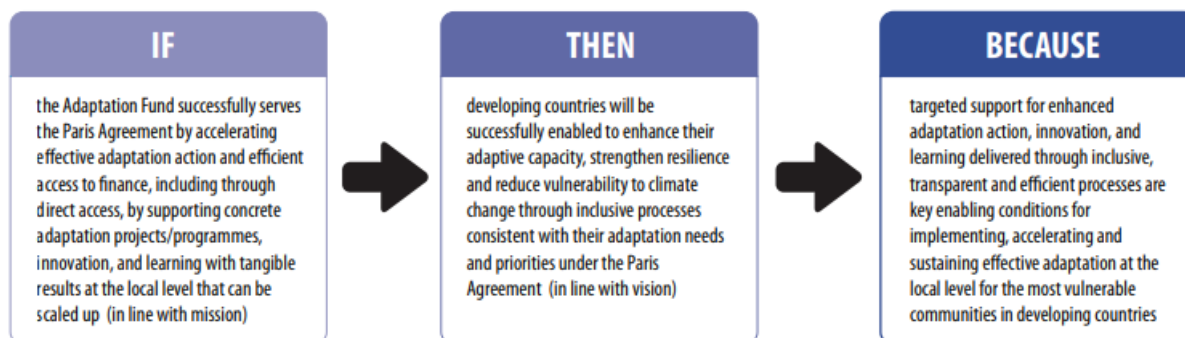 IF
the Adaptation Fund successfully serves
the Paris Agreement by accelerating
effective adaptation action and efficient
access to finance, including through
direct access, by supporting concrete
adaptation projects/programmes,
innovation, and learning with tangible
results at the local level that can be
scaled up (in line with mission)
THEN
developing countries will be
successfully enabled to enhance their
adaptive capacity, strengthen resilience
and reduce vulnerability to climate
change through inclusive processes
consistent with their adaptation needs
and priorities under the Paris
Agreement (in line with vision)
BECAUSE
targeted support for enhanced
adaptation action, innovation, and
learning delivered through inclusive,
transparent and efficient processes are
key enabling conditions for
implementing, accelerating and
sustaining effective adaptation at the
local level for the most vulnerable
communities in developing countries